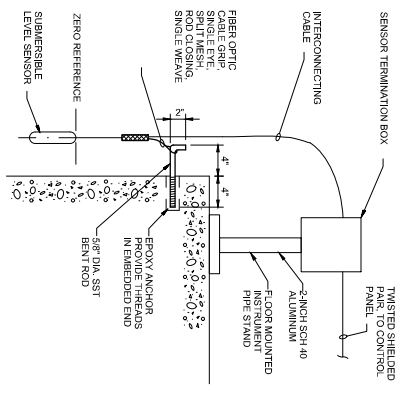 SENSOR TERMINATION BOX
INTERCONNECTING
CABLE
FIBER OPTIC
CABLE GRIP,
SINGLE EYE,
SPLIT MESH,
ROD CLOSING,
SINGLE WEAVE
ZERO REFERENCE
SUBMERSIBLE
LEVEL SENSOR
2"
4"
4"
TWISTED SHIELDED
PAIR, TO CONTROL
PANEL
2-INCH SCH 40
ALUMINUM
FLOOR MOUNTED
INSTRUMENT
PIPE STAND
EPOXY ANCHOR
PROVIDE THREADS
IN EMBEDDED END
5/8" DIA. SST
BENT ROD